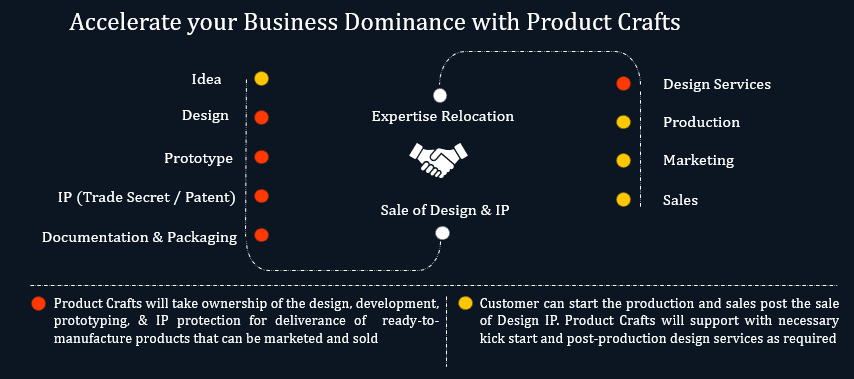 Accelerate your Business Dominance with Product Crafts
Idea
Design
Prototype
IP (Trade Secret / Patent)
Documentation & Packaging
Expertise Relocation
Sale of Design & IP
Design Services
Production
Marketing
Sales
Product Crafts will take ownership of the design, development,
prototyping, & IP protection for deliverance of ready-to-
manufacture products that can be marketed and sold
Customer can start the production and sales post the sale
of Design IP. Product Crafts will support with necessary
kick start and post-production design services as required